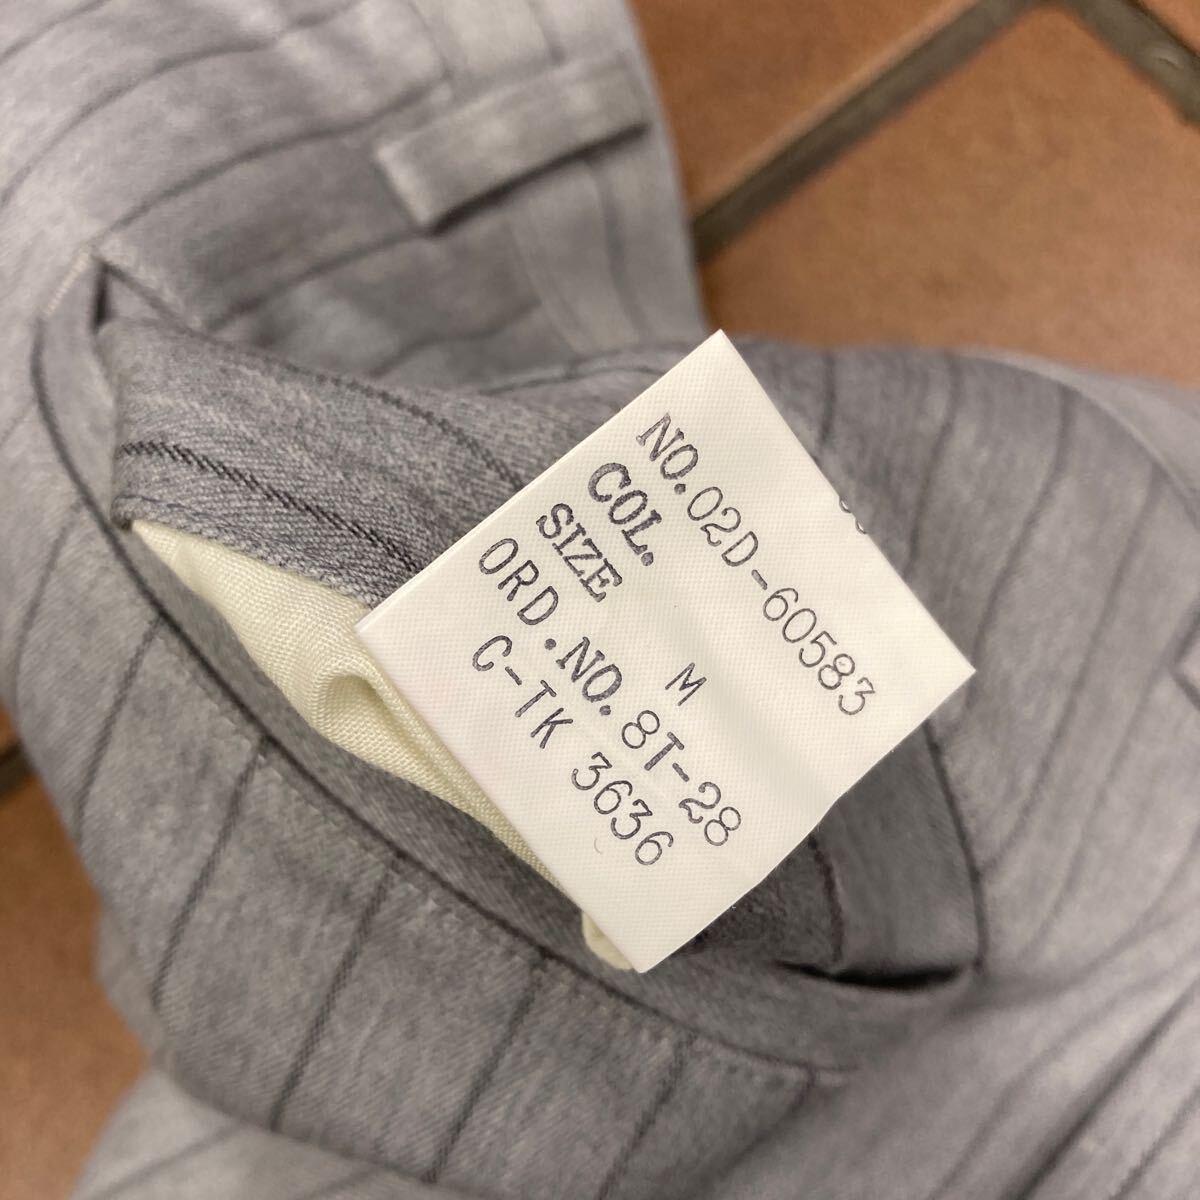 NO. 02D-60583
COL.
SIZE M
ORD.NO. 8T-28
C-TK 3636